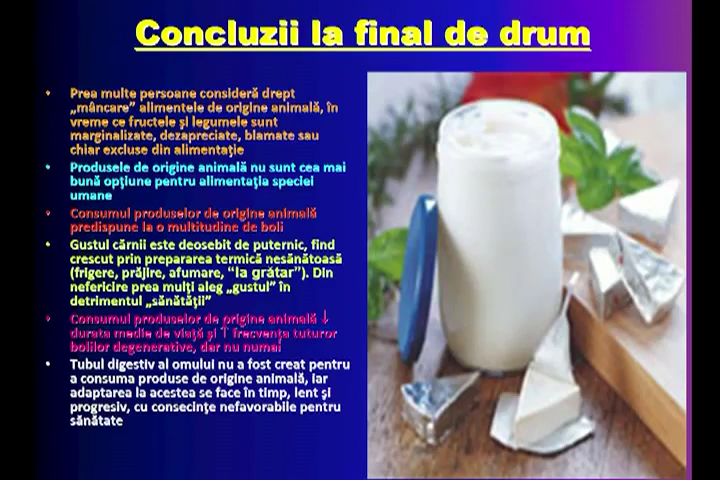 Concluzii la final de drum
• Prea multe persoane consideră drept
„mâncare” alimentele de origine animală, în
vreme ce fructele şi legumele sunt
marginalizate, dezapreciate, blamate sau
chiar excluse din alimentaţie
• Produsele de origine animală nu sunt cea mai
bună opţiune pentru alimentaţia speciei
umane
• Consumul produselor de origine animală
predispune la o multitudine de boli
• Gustul cărnii este deosebit de puternic, fiind
crescut prin prepararea termică nesănătoasă
(frigere, prăjire, afumare, “la grătar”). Din
nefericire prea mulţi aleg „gustul” în
detrimentul „sănătăţii”
• Consumul produselor de origine animală ↓
durata medie de viaţă şi ↑ frecvenţa tuturor
bolilor degenerative, dar nu numai
• Tubul digestiv al omului nu a fost creat pentru
a consuma produse de origine animală, iar
adaptarea la acestea se face în timp, lent şi
progresiv, cu consecinţe nefavorabile pentru
sănătate